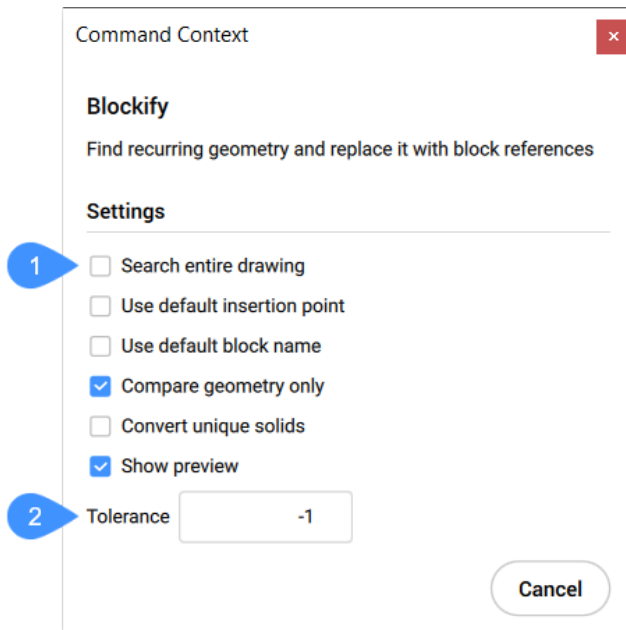 Command Context
×
Blockify
Find recurring geometry and replace it with block references
Settings
1
Search entire drawing
Use default insertion point
Use default block name
Compare geometry only
Convert unique solids
Show preview
2 Tolerance -1
Cancel